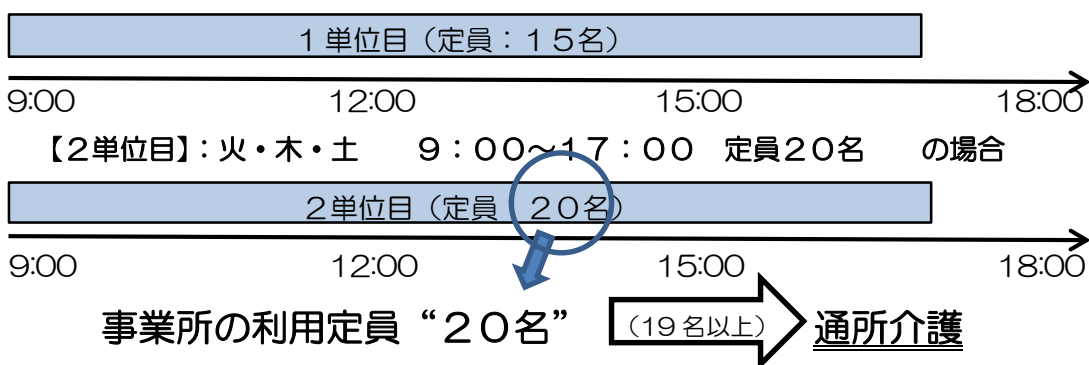 1単位目（定員：15名）
9:00 12:00 15:00 18:00
【2単位目】：火・木・土　　９：００～１７：００　定員２０名　　の場合
２単位目（定員　２０名）
9:00 12:00 15:00 18:00
事業所の利用定員“２０名”　（19名以上）　通所介護